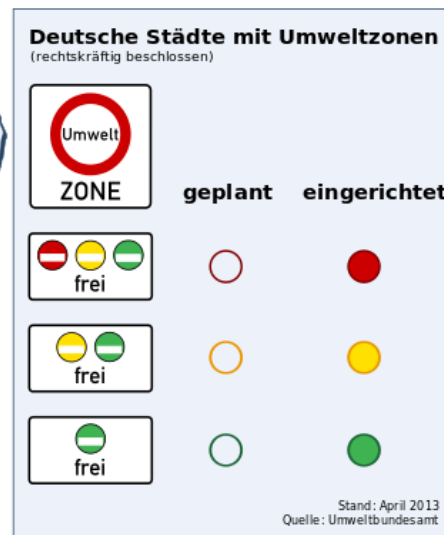 Deutsche Städte mit Umweltzonen
(rechtskräftig beschlossen)
Umwelt
ZONE
geplant
eingerichtet
frei
frei
frei
Stand: April 2013
Quelle: Umweltbundesamt